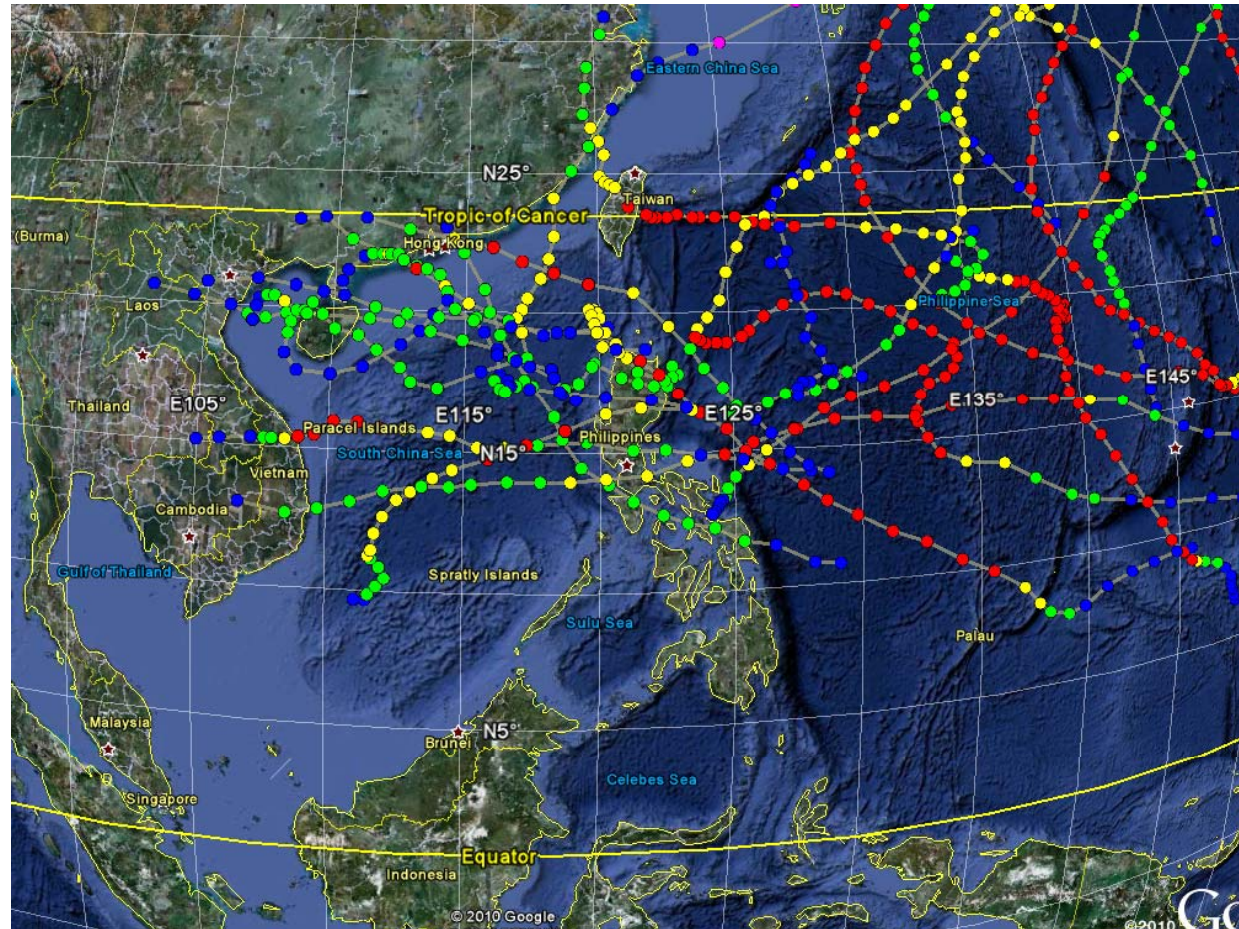 Eastern China Sea
N25°
Taiwan
Tropic of Cancer
(Burma)
Hong Kong
Laos
Philippine Sea
E145°
Thailand
E105°
E115°
E125°
E135°
Paracel Islands
Philippines
South China Sea
N15°
Vietnam
Cambodia
Gulf of Thailand
Spratly Islands
Sulu Sea
Palau
Malaysia
N5°
Brunei
Celebes Sea
Singapore
Equator
Indonesia
© 2010 Google
©2010
Go